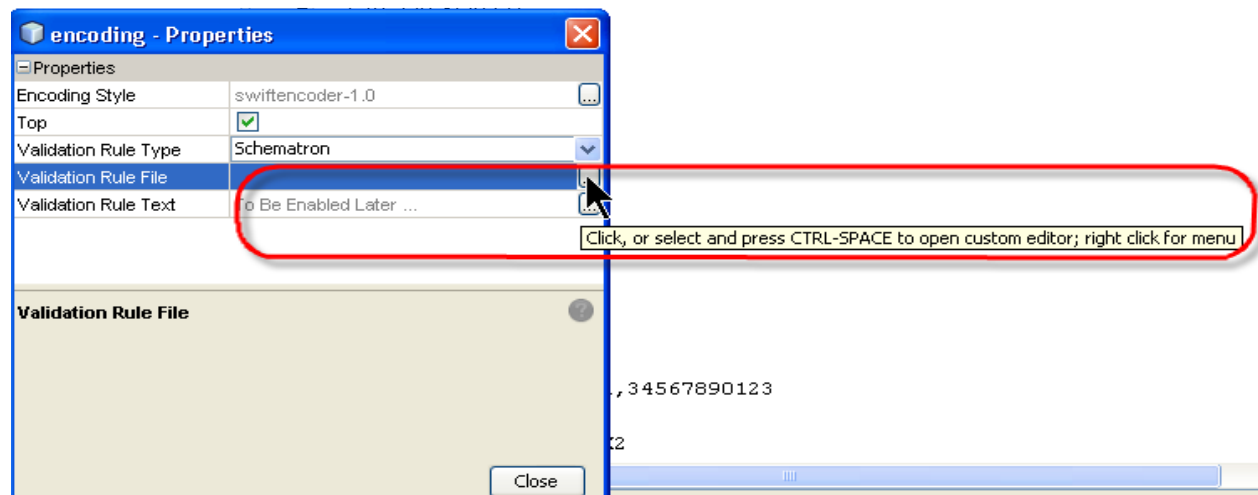 encoding - Properties
Properties
Encoding Style swiftencoder-1.0 ...
Top
Validation Rule Type Schematron
Validation Rule File
Validation Rule Text To Be Enabled Later ... ...
Click, or select and press CTRL-SPACE to open custom editor; right click for menu
Validation Rule File
?
,34567890123
2
Close